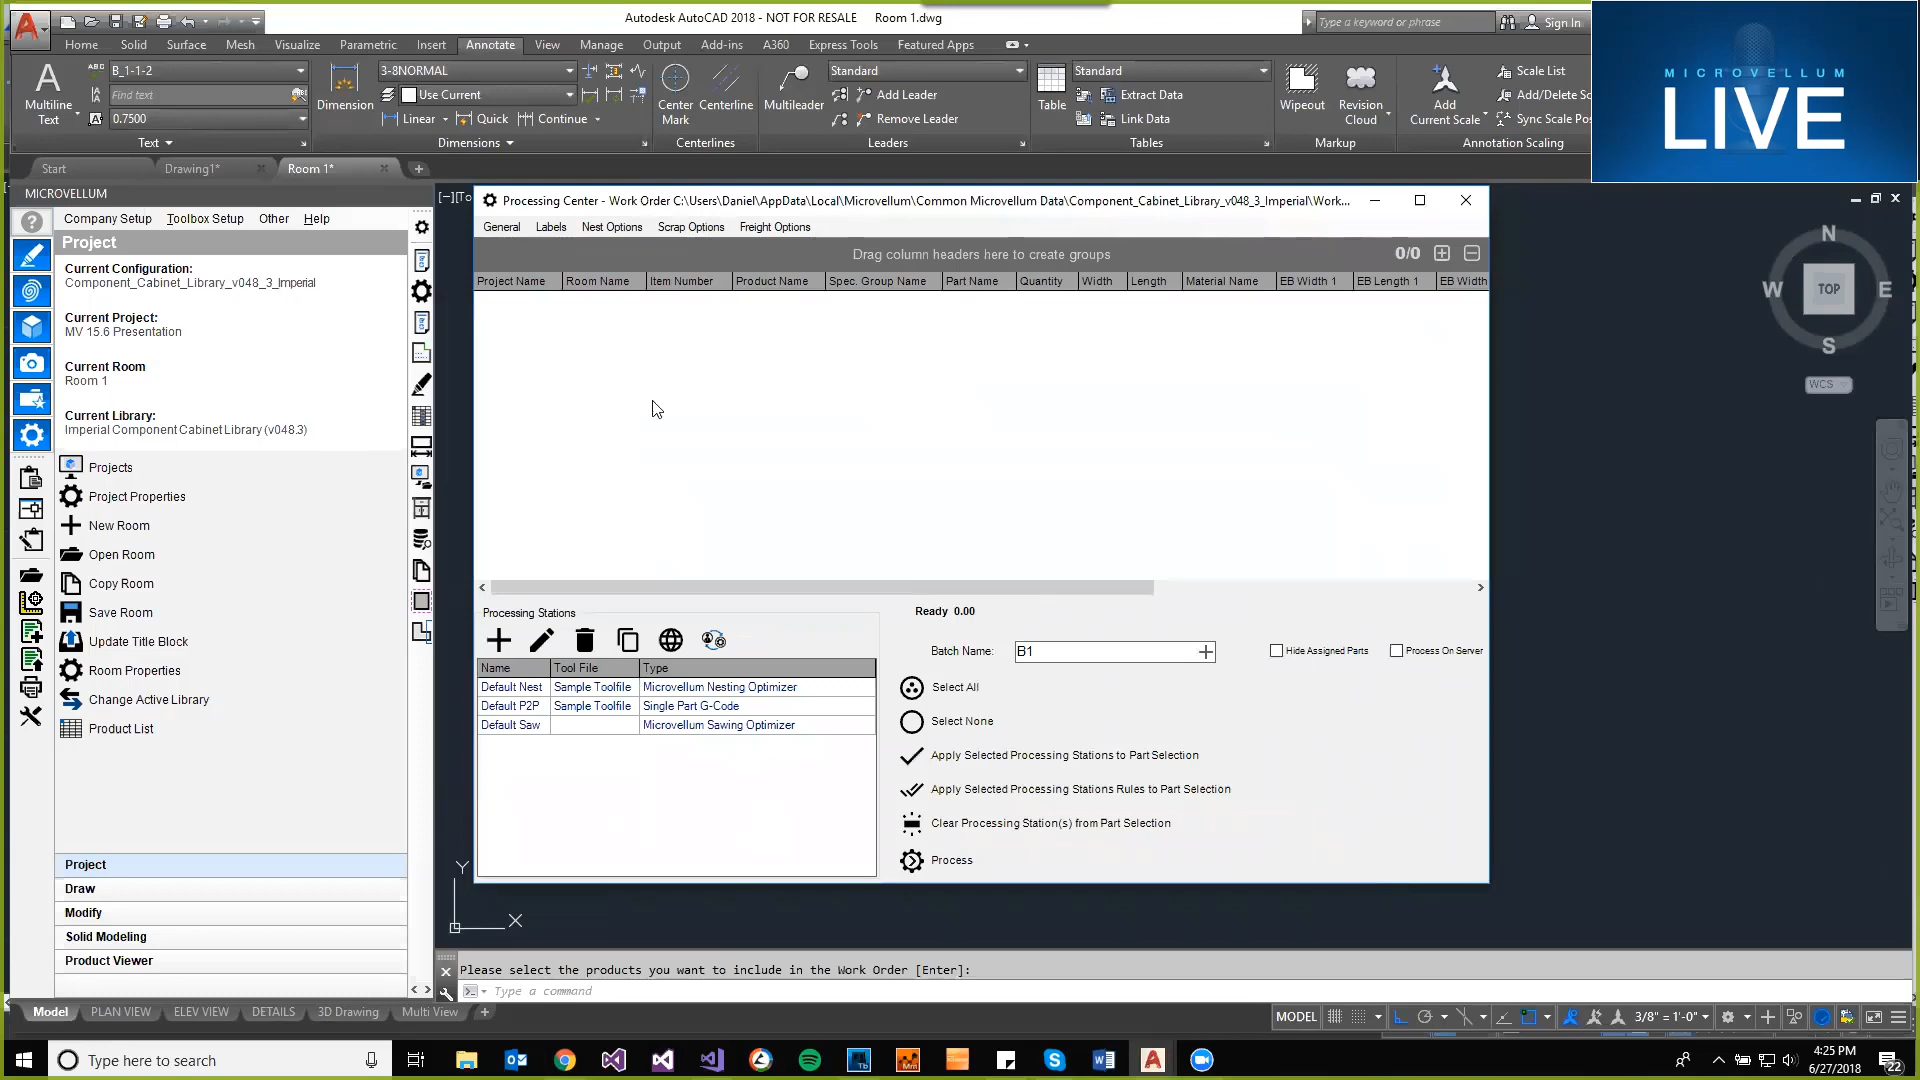 Autodesk AutoCAD 2018 - NOT FOR RESALE Room 1.dwg
Type a keyword or phrase
Sign In
Home Solid Surface Mesh Visualize Parametric Insert Annotate View Manage Output Add-ins A360 Express Tools Featured Apps
MICROVELLUM
LIVE
A
Multiline
Text
ABC
B_1-1-2
Find text
0.7500
Text
Dimension
3-8NORMAL
Use Current
Linear Quick Continue
Dimensions
Center
Mark
Centerline
Centerlines
Multileader
Standard
Add Leader
Remove Leader
Leaders
Table
Standard
Extract Data
Link Data
Tables
Wipeout
Revision
Cloud
Markup
Add
Current Scale
Scale List
Add/Delete Sc
Sync Scale Pos
Annotation Scaling
Start Drawing1* Room 1*
MICROVELLUM
Company Setup Toolbox Setup Other Help
Project
Current Configuration:
Component_Cabinet_Library_v048_3_Imperial
Current Project:
MV 15.6 Presentation
Current Room
Room 1
Current Library:
Imperial Component Cabinet Library (v048.3)
Projects
Project Properties
New Room
Open Room
Copy Room
Save Room
Update Title Block
Room Properties
Change Active Library
Product List
Project
Draw
Modify
Solid Modeling
Product Viewer
[−][To
Processing Center - Work Order C:\Users\Daniel\AppData\Local\Microvellum\Common Microvellum Data\Component_Cabinet_Library_v048_3_Imperial\Work...
General Labels Nest Options Scrap Options Freight Options
Drag column headers here to create groups
0/0
Project Name Room Name Item Number Product Name Spec. Group Name Part Name Quantity Width Length Material Name EB Width 1 EB Length 1 EB Width
Processing Stations
Name Tool File Type
Default Nest Sample Toolfile Microvellum Nesting Optimizer
Default P2P Sample Toolfile Single Part G-Code
Default Saw Microvellum Sawing Optimizer
Ready 0.00
Batch Name: B1
Hide Assigned Parts
Process On Server
Select All
Select None
Apply Selected Processing Stations to Part Selection
Apply Selected Processing Stations Rules to Part Selection
Clear Processing Station(s) from Part Selection
Process
N
W TOP E
S
WCS
Y
X
Please select the products you want to include in the Work Order [Enter]:
Type a command
Model PLAN VIEW ELEV VIEW DETAILS 3D Drawing Multi View
MODEL
3/8" = 1'-0"
Type here to search
4:25 PM
6/27/2018
22